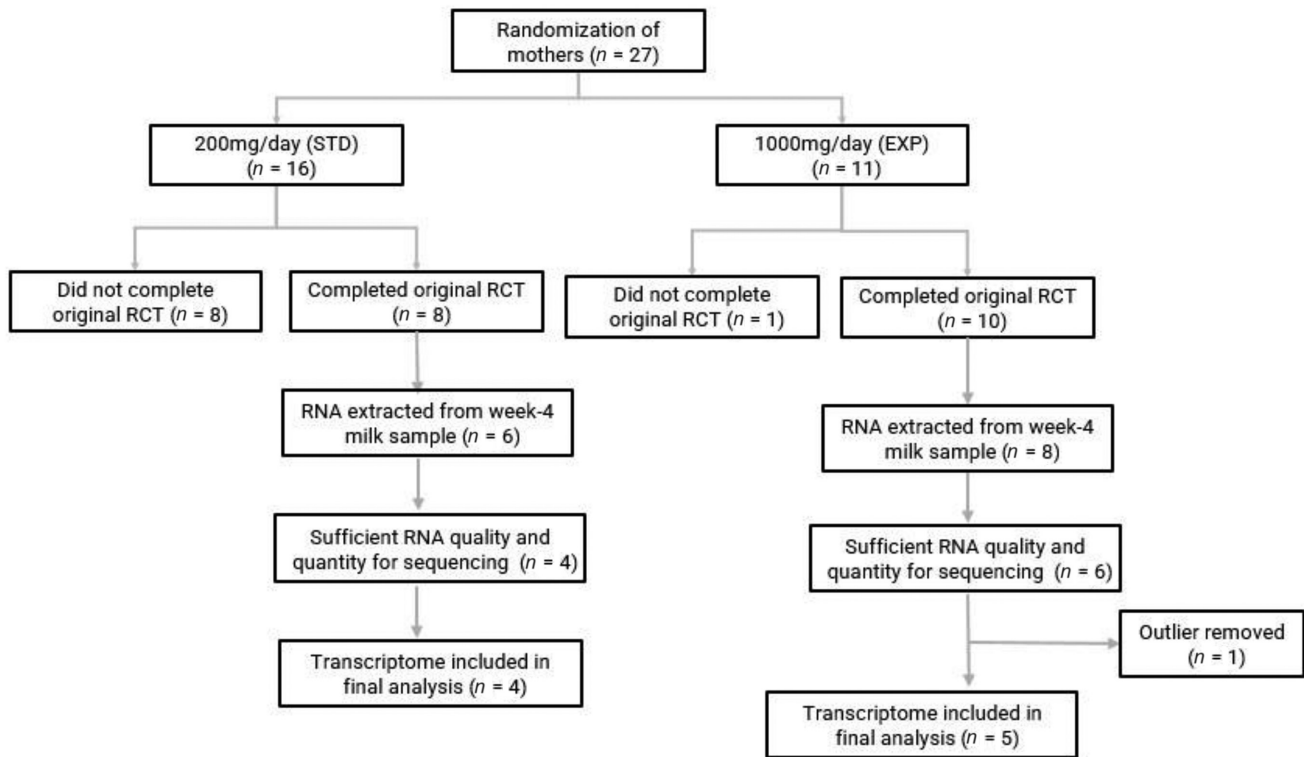 Randomization of
mothers (n = 27)
200mg/day (STD)
(n = 16)
1000mg/day (EXP)
(n = 11)
Did not complete
original RCT (n = 8)
Completed original RCT
(n = 8)
Did not complete
original RCT (n = 1)
Completed original RCT
(n = 10)
RNA extracted from week-4
milk sample (n = 6)
RNA extracted from week-4
milk sample (n = 8)
Sufficient RNA quality and
quantity for sequencing (n = 4)
Sufficient RNA quality and
quantity for sequencing (n = 6)
Outlier removed
(n = 1)
Transcriptome included in
final analysis (n = 4)
Transcriptome included in
final analysis (n = 5)